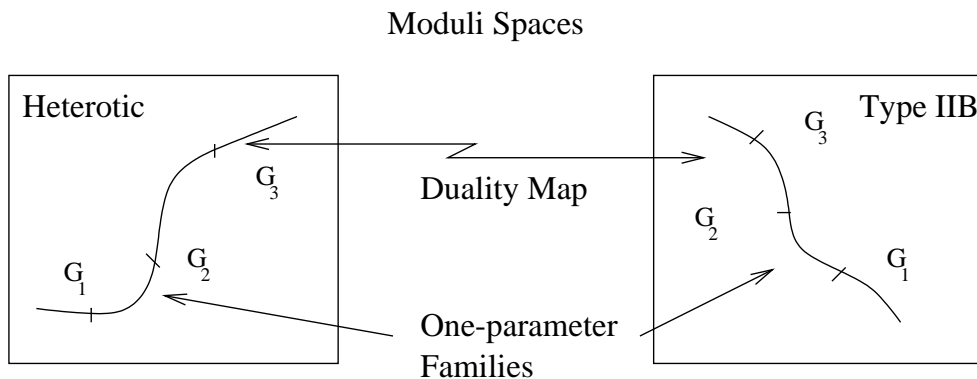 Moduli Spaces
Heterotic
Type IIB
G3
G3
Duality Map
G2
G1
G2
G1
One-parameter
Families